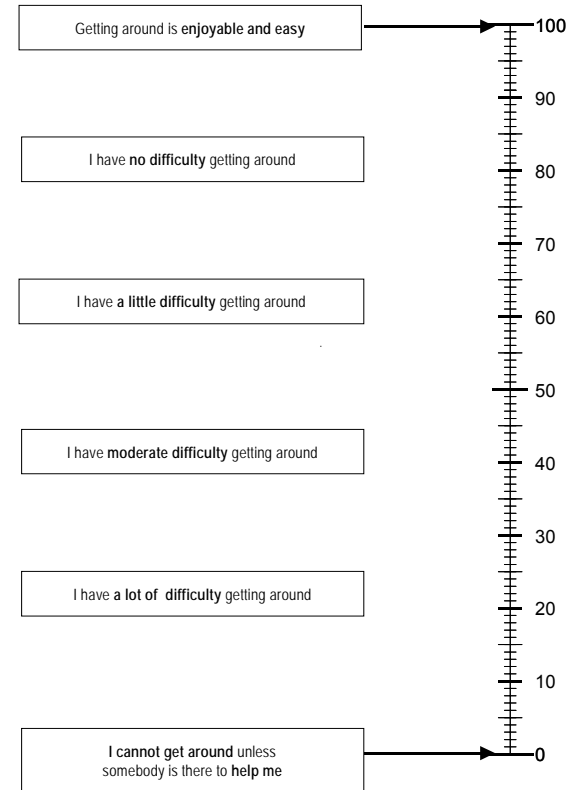 Getting around is enjoyable and easy
100
90
I have no difficulty getting around
80
70
I have a little difficulty getting around
60
50
I have moderate difficulty getting around
40
30
I have a lot of difficulty getting around
20
10
I cannot get around unless
somebody is there to help me
0